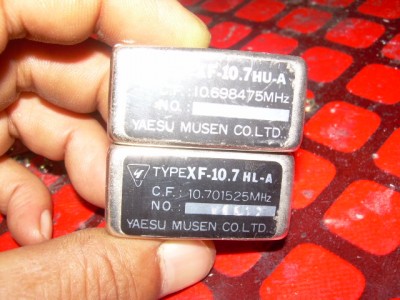 XF-10.7HU-A
C.F.: 10.698475MHz
NO.:
YAESU MUSEN CO.LTD.
TYPE XF-10.7 HL-A
C.F.: 10.701525MHz
NO.:
YAESU MUSEN CO.LTD.